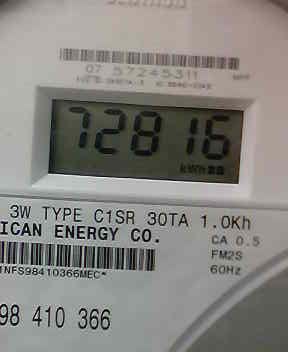 07 57245311
72816
kWh
3W TYPE C1SR 30TA 1.0Kh
ICAN ENERGY CO.
CA 0.5
FM2S
60Hz
1NFS98410366MEC*
98 410 366